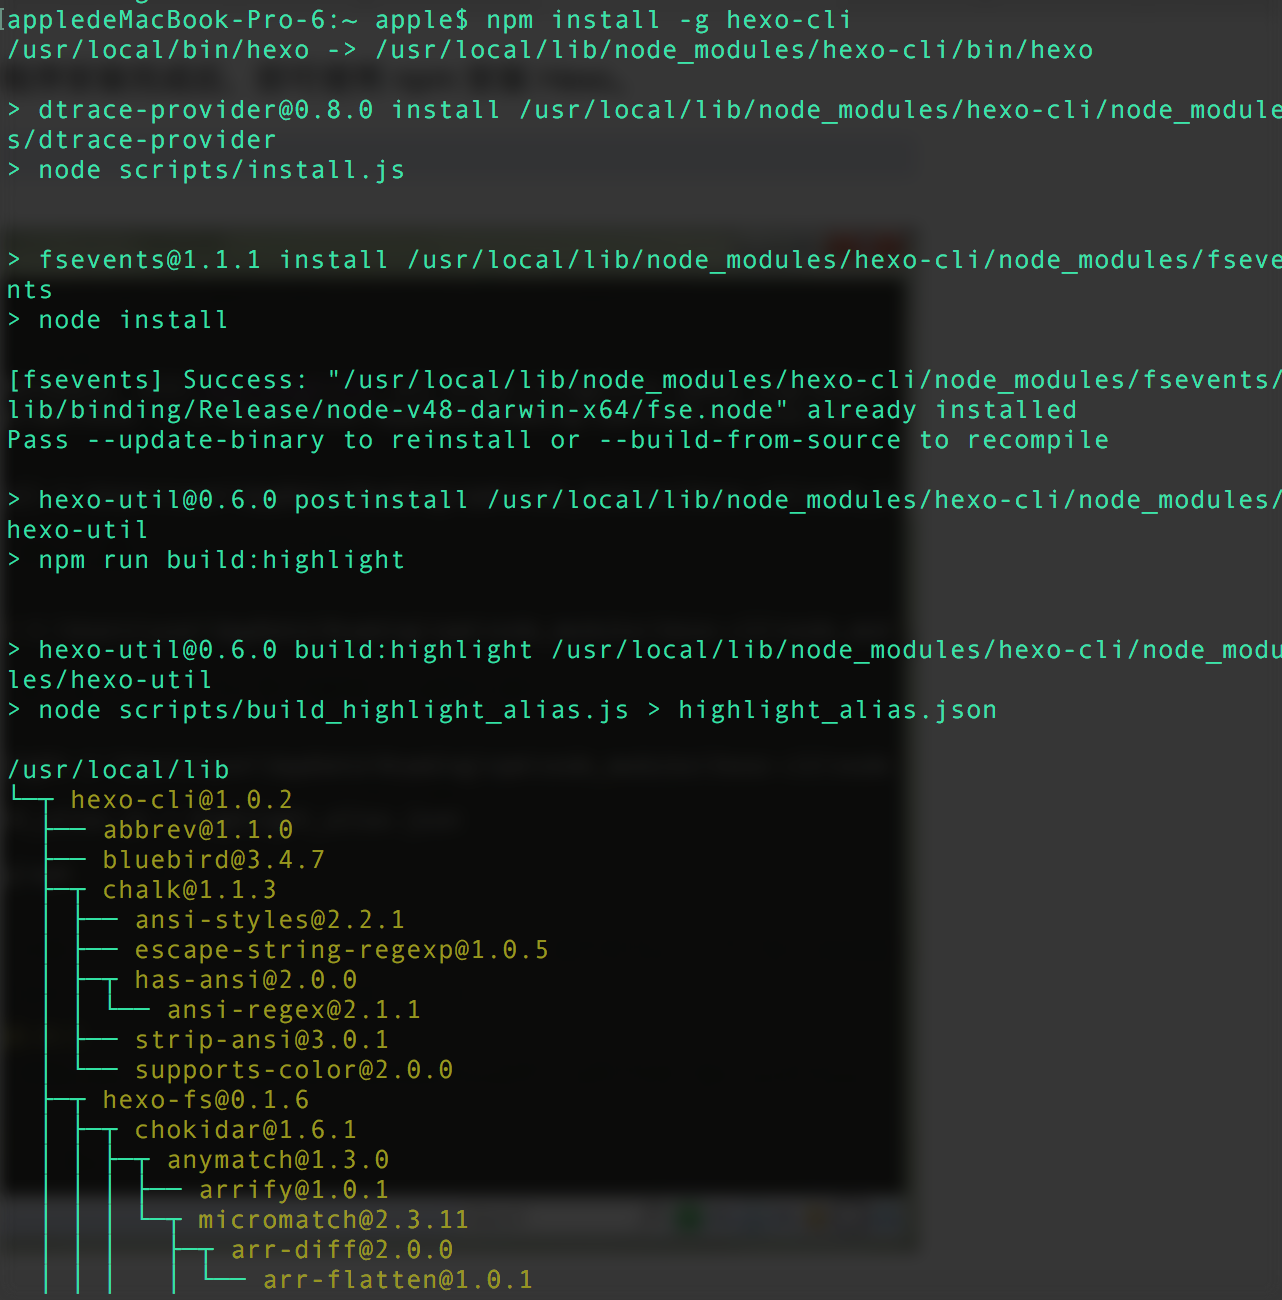 [appledeMacBook-Pro-6:~ apple$ npm install -g hexo-cli
/usr/local/bin/hexo -> /usr/local/lib/node_modules/hexo-cli/bin/hexo
> dtrace-provider@0.8.0 install /usr/local/lib/node_modules/hexo-cli/node_module
s/dtrace-provider
> node scripts/install.js
> fsevents@1.1.1 install /usr/local/lib/node_modules/hexo-cli/node_modules/fseve
nts
> node install
[fsevents] Success: "/usr/local/lib/node_modules/hexo-cli/node_modules/fsevents/
lib/binding/Release/node-v48-darwin-x64/fse.node" already installed
Pass --update-binary to reinstall or --build-from-source to recompile
> hexo-util@0.6.0 postinstall /usr/local/lib/node_modules/hexo-cli/node_modules/
hexo-util
> npm run build:highlight
> hexo-util@0.6.0 build:highlight /usr/local/lib/node_modules/hexo-cli/node_modu
les/hexo-util
> node scripts/build_highlight_alias.js > highlight_alias.json
/usr/local/lib
└─┬ hexo-cli@1.0.2
  ├── abbrev@1.1.0
  ├── bluebird@3.4.7
  ├─┬ chalk@1.1.3
  │ ├── ansi-styles@2.2.1
  │ ├── escape-string-regexp@1.0.5
  │ ├─┬ has-ansi@2.0.0
  │ │ └── ansi-regex@2.1.1
  │ ├── strip-ansi@3.0.1
  │ └── supports-color@2.0.0
  ├─┬ hexo-fs@0.1.6
  │ ├─┬ chokidar@1.6.1
  │ │ ├─┬ anymatch@1.3.0
  │ │ │ ├── arrify@1.0.1
  │ │ │ └─┬ micromatch@2.3.11
  │ │ │   ├─┬ arr-diff@2.0.0
  │ │ │   │ └── arr-flatten@1.0.1